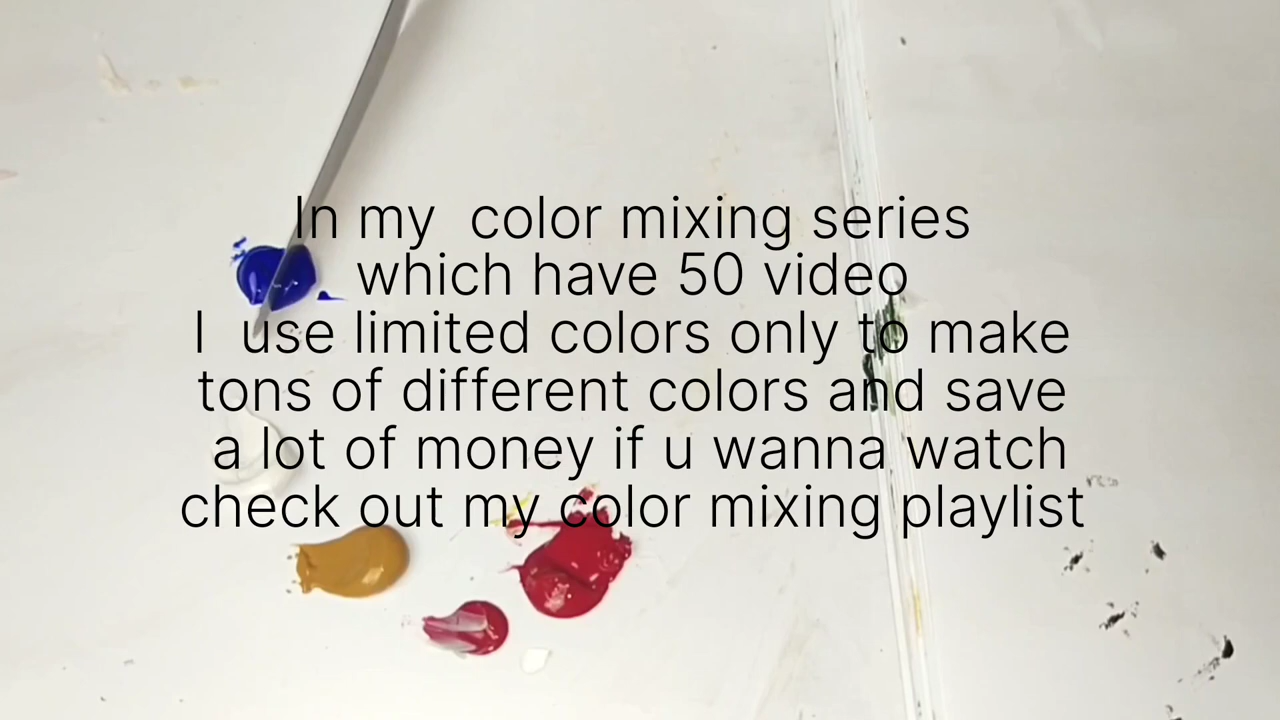 In my  color mixing series
which have 50 video
I  use limited colors only to make
tons of different colors and save
a lot of money if u wanna watch
check out my color mixing playlist